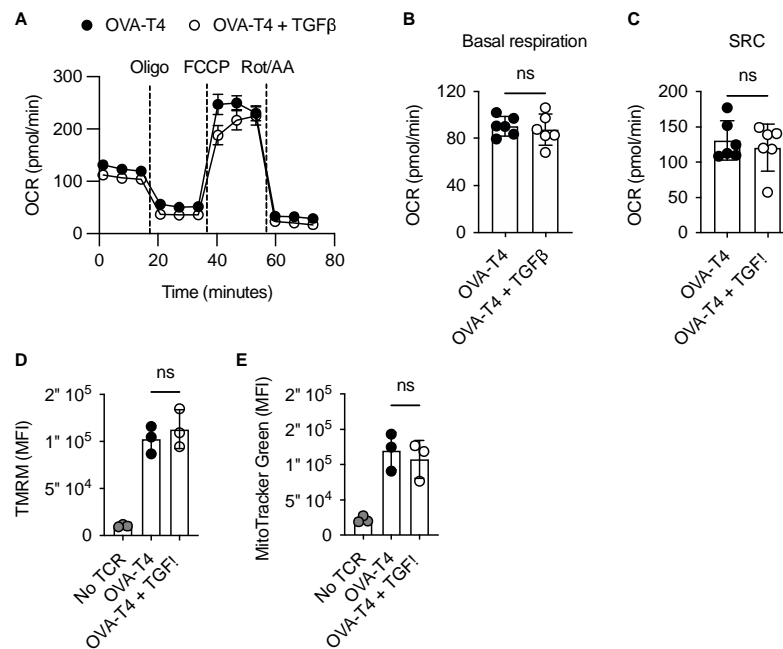 A
OVA-T4
OVA-T4 + TGFβ
Oligo
FCCP
Rot/AA
300
200
100
0
OCR (pmol/min)
0
20
40
60
80
Time (minutes)
B
Basal respiration
ns
120
80
40
0
OCR (pmol/min)
OVA-T4
OVA-T4 + TGFβ
C
SRC
ns
200
150
100
50
0
OCR (pmol/min)
OVA-T4
OVA-T4 + TGF!
D
ns
2" 10⁵
1" 10⁵
5" 10⁴
0
TMRM (MFI)
No TCR
OVA-T4
OVA-T4 + TGF!
E
ns
2" 10⁵
2" 10⁵
1" 10⁵
5" 10⁴
0
MitoTracker Green (MFI)
No TCR
OVA-T4
OVA-T4 + TGF!